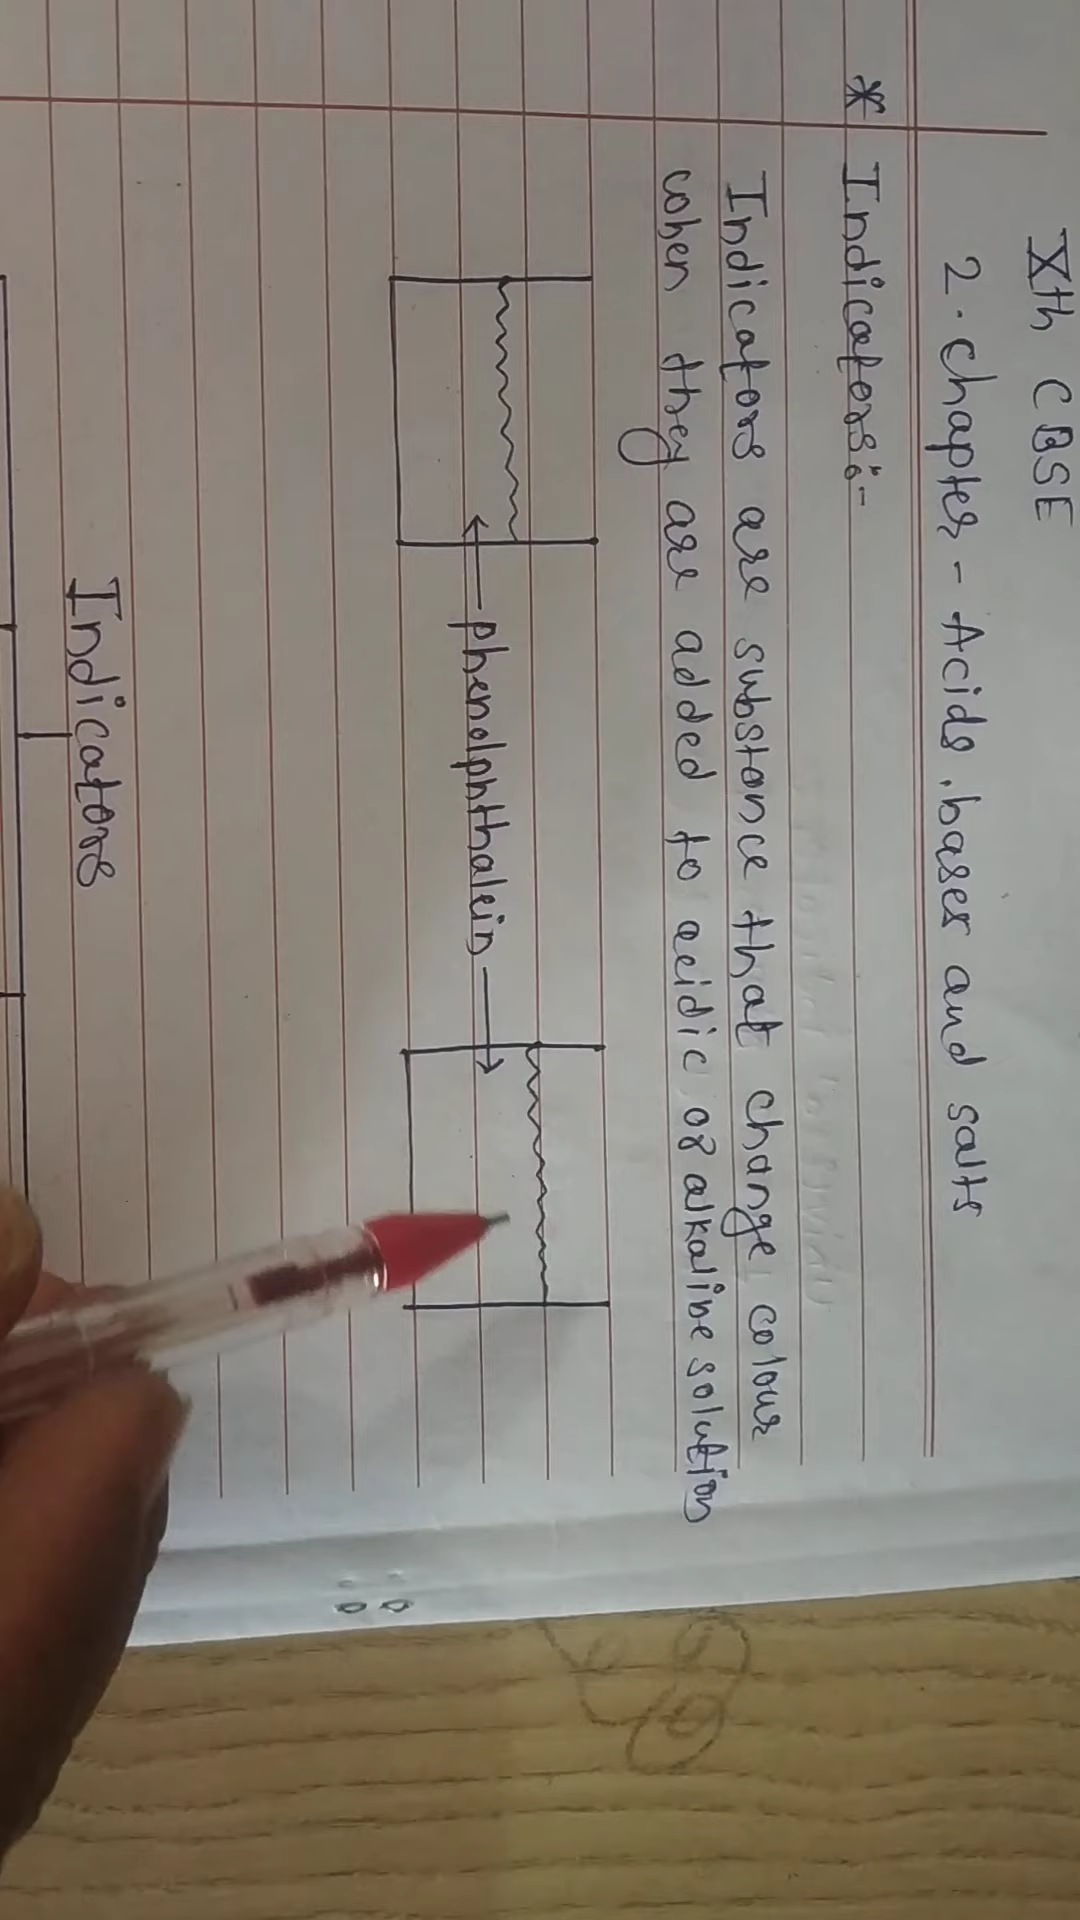 Xth CBSE
2. chapter - Acids, bases and salts
* Indicators:-
Indicators are substance that change colour
when they are added to acidic or alkaline solution
phenolphthalein
Indicators